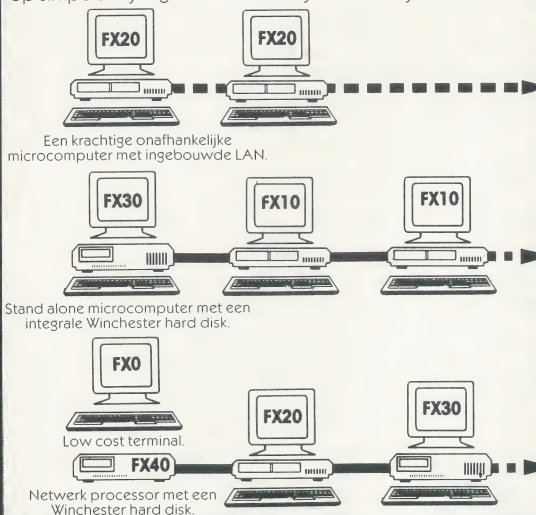 FX20 FX20
Een krachtige onafhankelijke
microcomputer met ingebouwde LAN.
FX30 FX10 FX10
Stand alone microcomputer met een
integrale Winchester hard disk.
FX0
Low cost terminal.
FX20 FX30
FX40
Netwerk processor met een
Winchester hard disk.